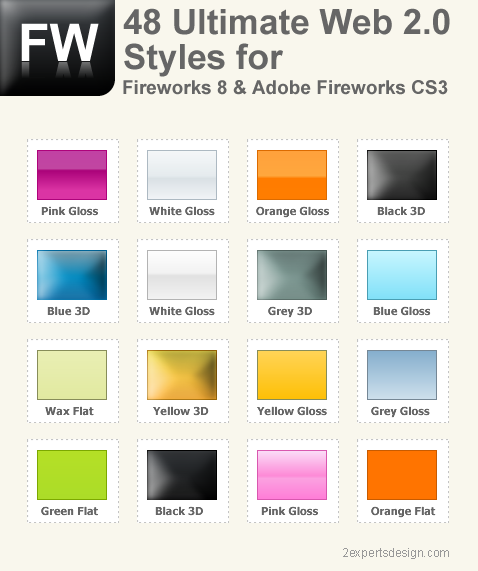 FW
48 Ultimate Web 2.0
Styles for
Fireworks 8 & Adobe Fireworks CS3
Pink Gloss
White Gloss
Orange Gloss
Black 3D
Blue 3D
White Gloss
Grey 3D
Blue Gloss
Wax Flat
Yellow 3D
Yellow Gloss
Grey Gloss
Green Flat
Black 3D
Pink Gloss
Orange Flat
2expertsdesign.com